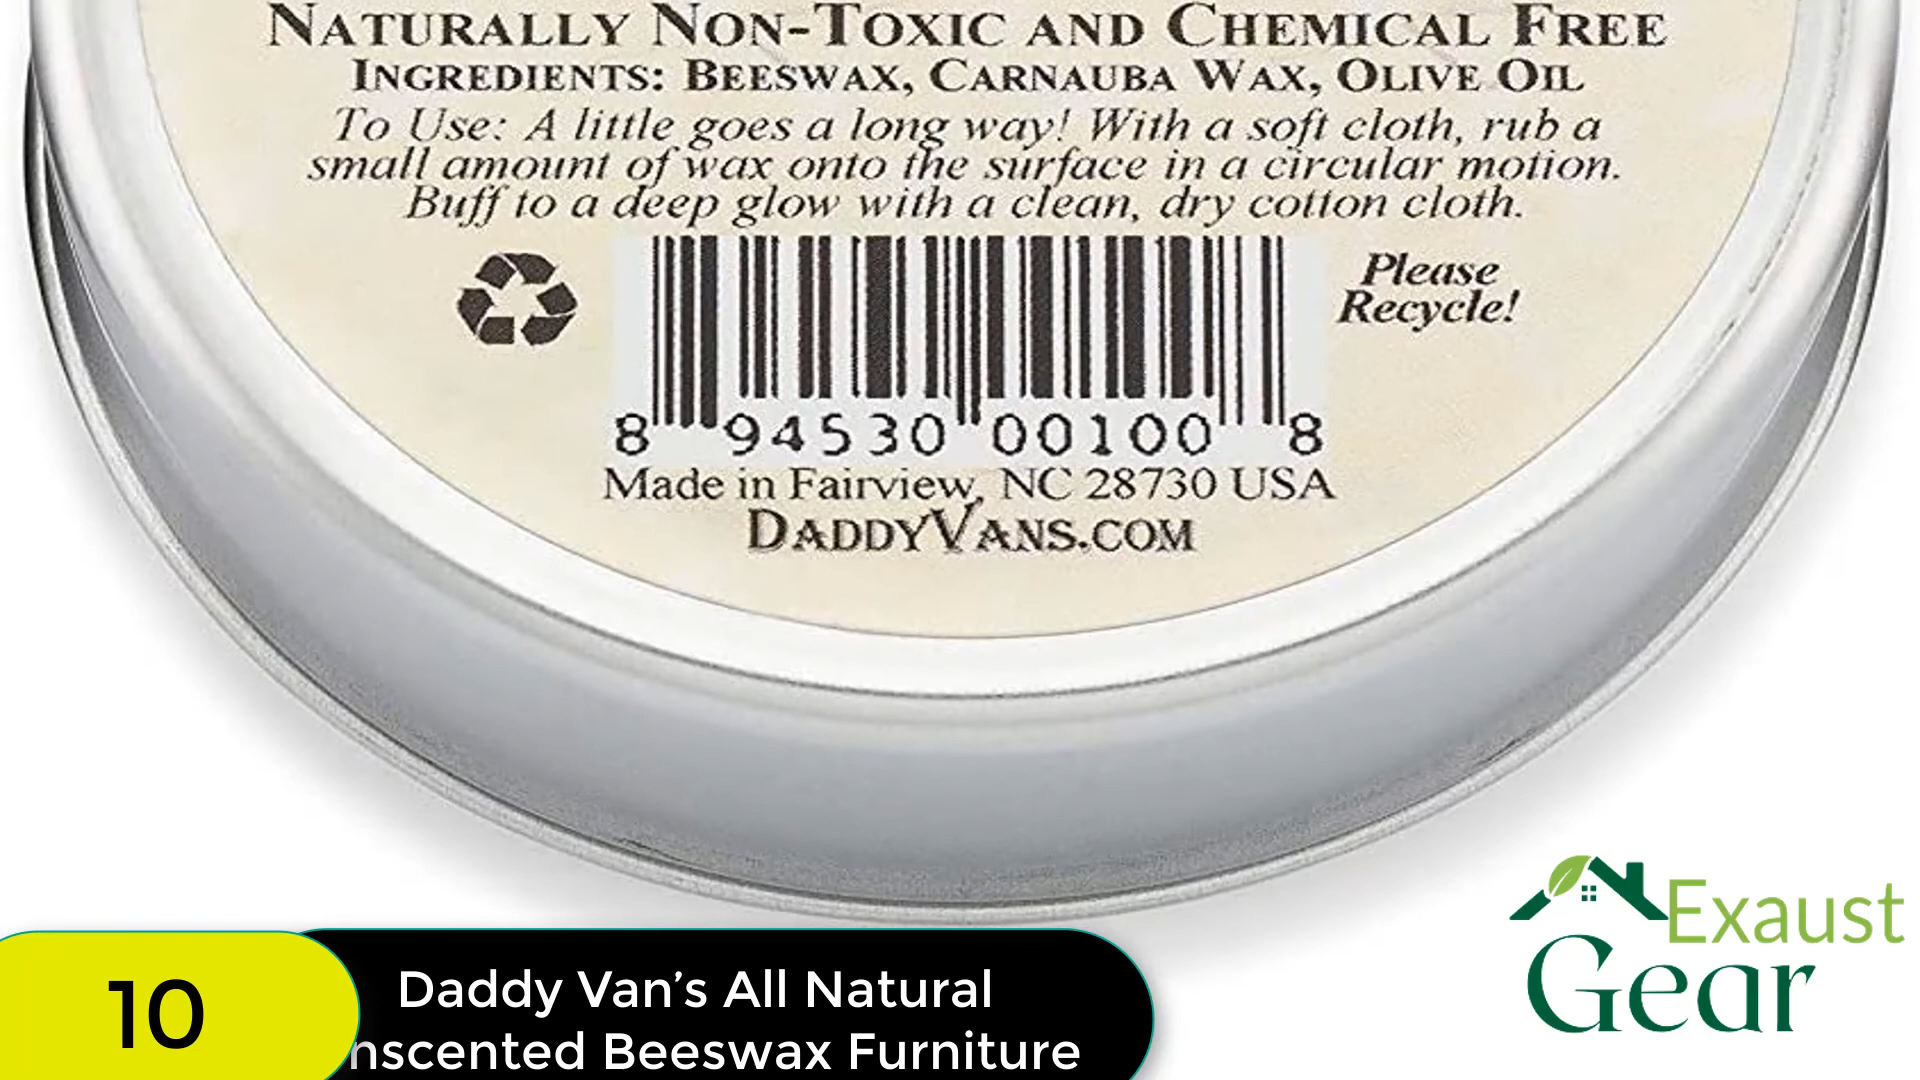 NATURALLY NON-TOXIC AND CHEMICAL FREE
INGREDIENTS: BEESWAX, CARNAUBA WAX, OLIVE OIL
To Use: A little goes a long way! With a soft cloth, rub a
small amount of wax onto the surface in a circular motion.
Buff to a deep glow with a clean, dry cotton cloth.
Please
Recycle!
8 94530 00100 8
Made in Fairview, NC 28730 USA
DADDYVANS.COM
Exaust
Gear
10
Daddy Van’s All Natural
nscented Beeswax Furniture